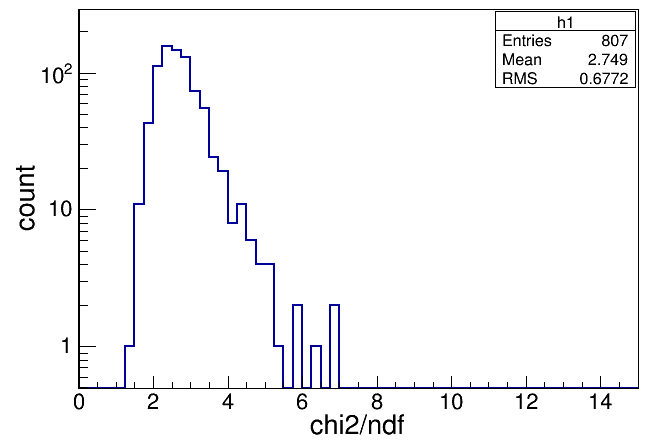 h1
Entries 807
Mean 2.749
RMS 0.6772
10²
10
1
count
0 2 4 6 8 10 12 14
chi2/ndf